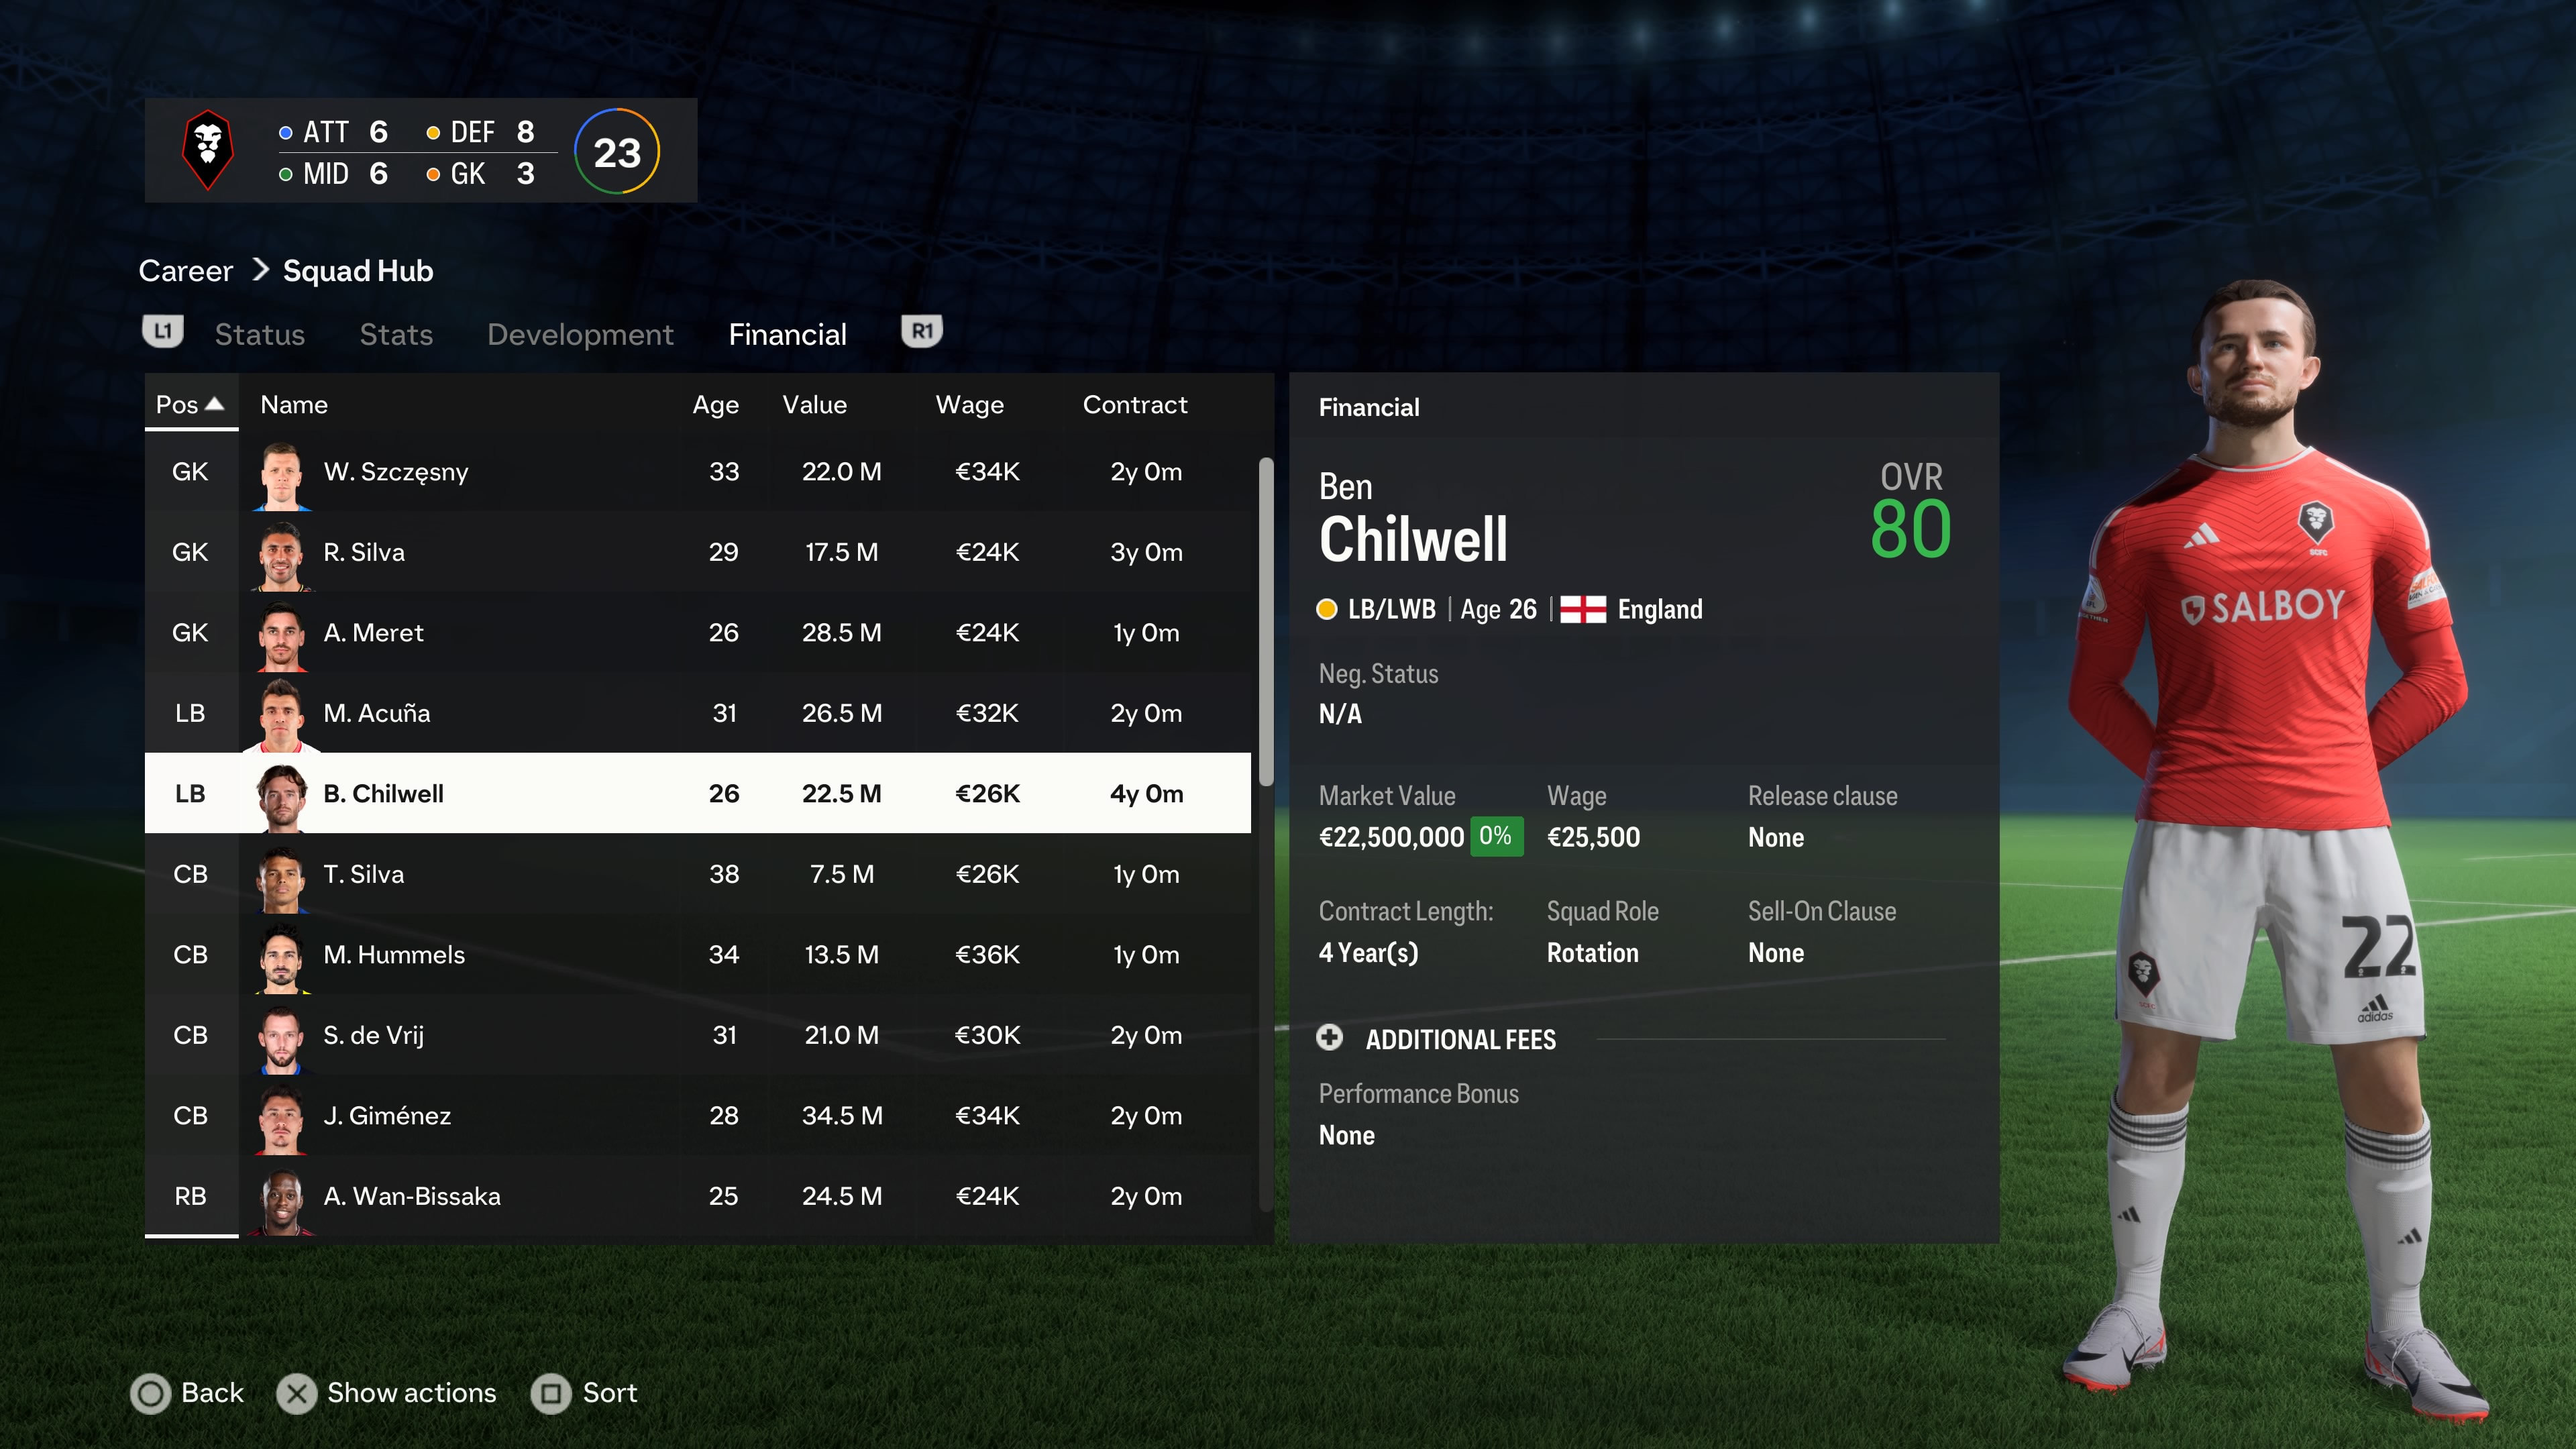 ATT 6 DEF 8
23
MID 6 GK 3
Career > Squad Hub
L1 Status Stats Development Financial R1
Pos Name Age Value Wage Contract
GK W. Szczęsny 33 22.0 M €34K 2y 0m
GK R. Silva 29 17.5 M €24K 3y 0m
GK A. Meret 26 28.5 M €24K 1y 0m
LB M. Acuña 31 26.5 M €32K 2y 0m
LB B. Chilwell 26 22.5 M €26K 4y 0m
CB T. Silva 38 7.5 M €26K 1y 0m
CB M. Hummels 34 13.5 M €36K 1y 0m
CB S. de Vrij 31 21.0 M €30K 2y 0m
CB J. Giménez 28 34.5 M €34K 2y 0m
RB A. Wan-Bissaka 25 24.5 M €24K 2y 0m
Financial
Ben
Chilwell
OVR
80
LB/LWB | Age 26 | England
Neg. Status
N/A
Market Value Wage Release clause
€22,500,000 0% €25,500 None
Contract Length: Squad Role Sell-On Clause
4 Year(s) Rotation None
ADDITIONAL FEES
Performance Bonus
None
SCFC
SALBOY
22
adidas
Back Show actions Sort